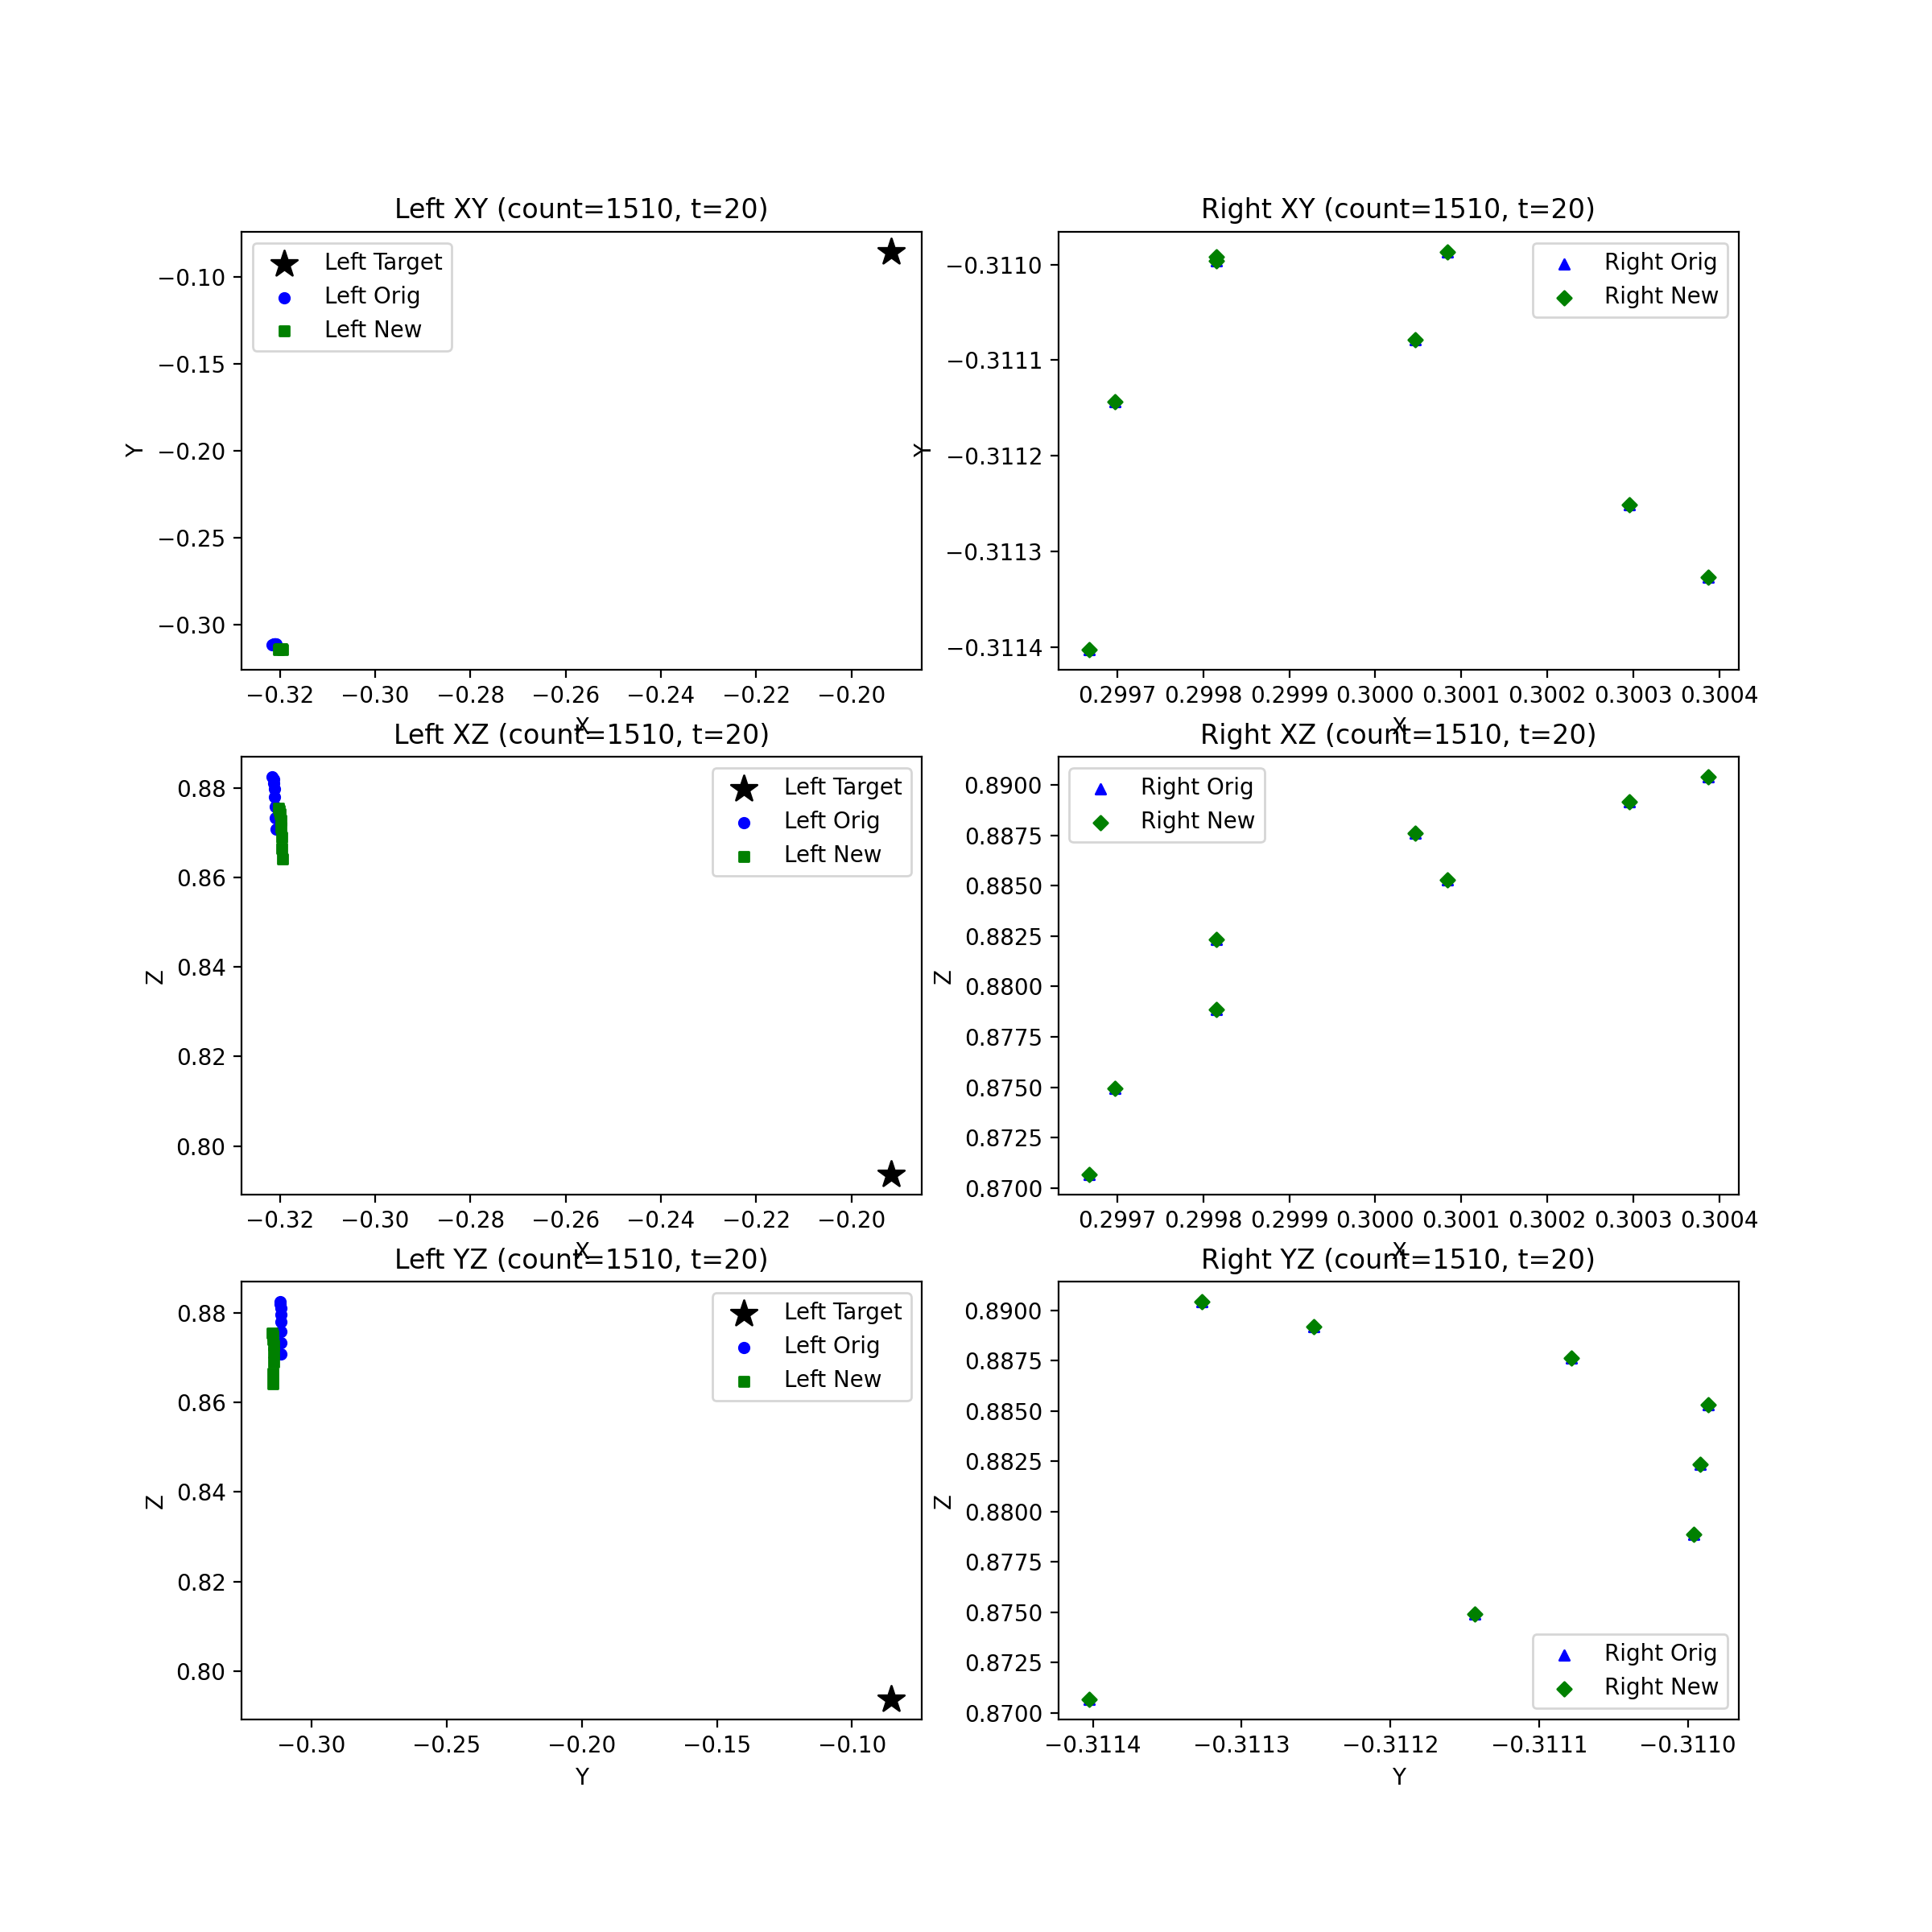 Left XY (count=1510, t=20)
Left Target
Left Orig
Left New
−0.10
−0.15
−0.20
−0.25
−0.30
Y
−0.32 −0.30 −0.28 −0.26 −0.24 −0.22 −0.20
X
Right XY (count=1510, t=20)
Right Orig
Right New
−0.3110
−0.3111
−0.3112
−0.3113
−0.3114
Y
0.2997 0.2998 0.2999 0.3000 0.3001 0.3002 0.3003 0.3004
X
Left XZ (count=1510, t=20)
Left Target
Left Orig
Left New
0.88
0.86
0.84
0.82
0.80
Z
−0.32 −0.30 −0.28 −0.26 −0.24 −0.22 −0.20
X
Right XZ (count=1510, t=20)
Right Orig
Right New
0.8900
0.8875
0.8850
0.8825
0.8800
0.8775
0.8750
0.8725
0.8700
Z
0.2997 0.2998 0.2999 0.3000 0.3001 0.3002 0.3003 0.3004
X
Left YZ (count=1510, t=20)
Left Target
Left Orig
Left New
0.88
0.86
0.84
0.82
0.80
Z
−0.30 −0.25 −0.20 −0.15 −0.10
Y
Right YZ (count=1510, t=20)
Right Orig
Right New
0.8900
0.8875
0.8850
0.8825
0.8800
0.8775
0.8750
0.8725
0.8700
Z
−0.3114 −0.3113 −0.3112 −0.3111 −0.3110
Y